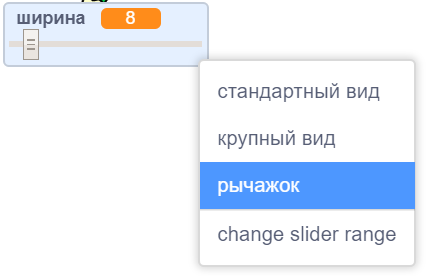 ширина 8
стандартный вид
крупный вид
рычажок
change slider range